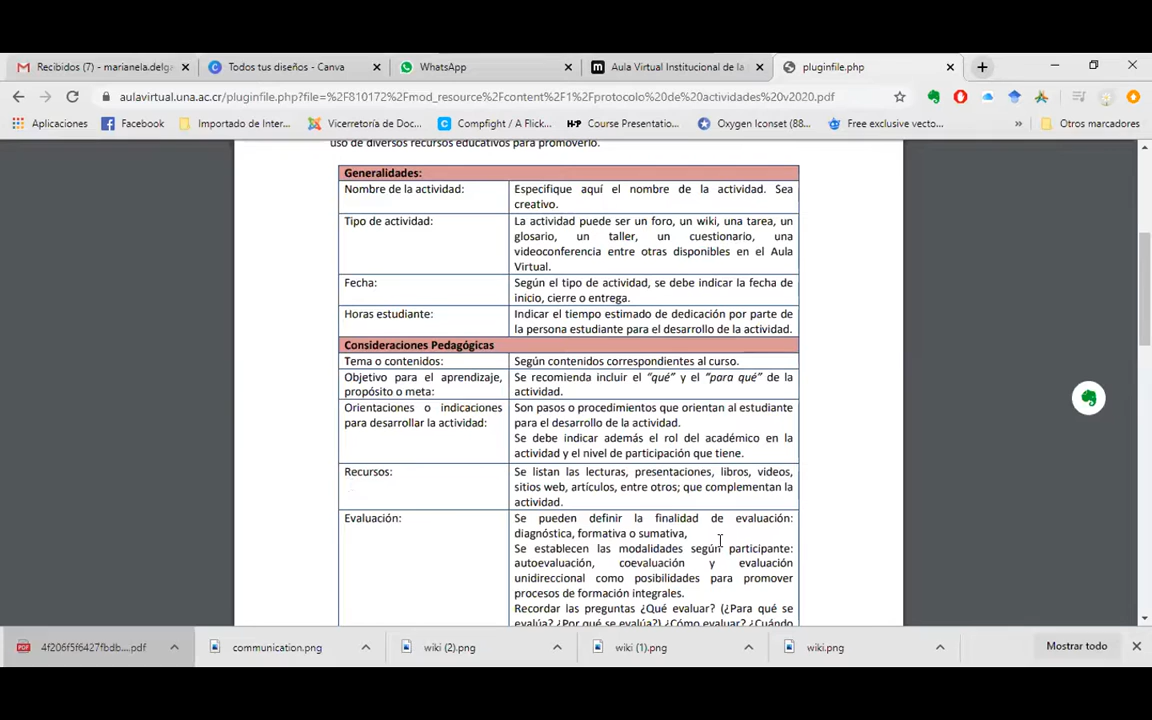 Recibidos (7) - marianela.delga
Todos tus diseños - Canva
WhatsApp
Aula Virtual Institucional de la
pluginfile.php
aulavirtual.una.ac.cr/pluginfile.php?file=%2F810172%2Fmod_resource%2Fcontent%2F1%2Fprotocolo%20de%20actividades%20v2020.pdf
Aplicaciones
Facebook
Importado de Inter...
Vicerretoría de Doc...
Compfight / A Flick...
Course Presentatio...
Oxygen Iconset (88...
Free exclusive vecto...
»
Otros marcadores
uso de diversos recursos educativos para promoverlo.
Generalidades:
Nombre de la actividad:
Especifique aquí el nombre de la actividad. Sea
creativo.
Tipo de actividad:
La actividad puede ser un foro, un wiki, una tarea, un
glosario, un taller, un cuestionario, una
videoconferencia entre otras disponibles en el Aula
Virtual.
Fecha:
Según el tipo de actividad, se debe indicar la fecha de
inicio, cierre o entrega.
Horas estudiante:
Indicar el tiempo estimado de dedicación por parte de
la persona estudiante para el desarrollo de la actividad.
Consideraciones Pedagógicas
Tema o contenidos:
Según contenidos correspondientes al curso.
Objetivo para el aprendizaje,
propósito o meta:
Se recomienda incluir el "qué" y el "para qué" de la
actividad.
Orientaciones o indicaciones
para desarrollar la actividad:
Son pasos o procedimientos que orientan al estudiante
para el desarrollo de la actividad.
Se debe indicar además el rol del académico en la
actividad y el nivel de participación que tiene.
Recursos:
Se listan las lecturas, presentaciones, libros, videos,
sitios web, artículos, entre otros; que complementan la
actividad.
Evaluación:
Se pueden definir la finalidad de evaluación:
diagnóstica, formativa o sumativa,
Se establecen las modalidades según participante:
autoevaluación, coevaluación y evaluación
unidireccional como posibilidades para promover
procesos de formación integrales.
Recordar las preguntas ¿Qué evaluar? (¿Para qué se
evalúa? ¿Por qué se evalúa?) ¿Cómo evaluar? ¿Cuándo
4f206f5f6427fbdb....pdf
communication.png
wiki (2).png
wiki (1).png
wiki.png
Mostrar todo